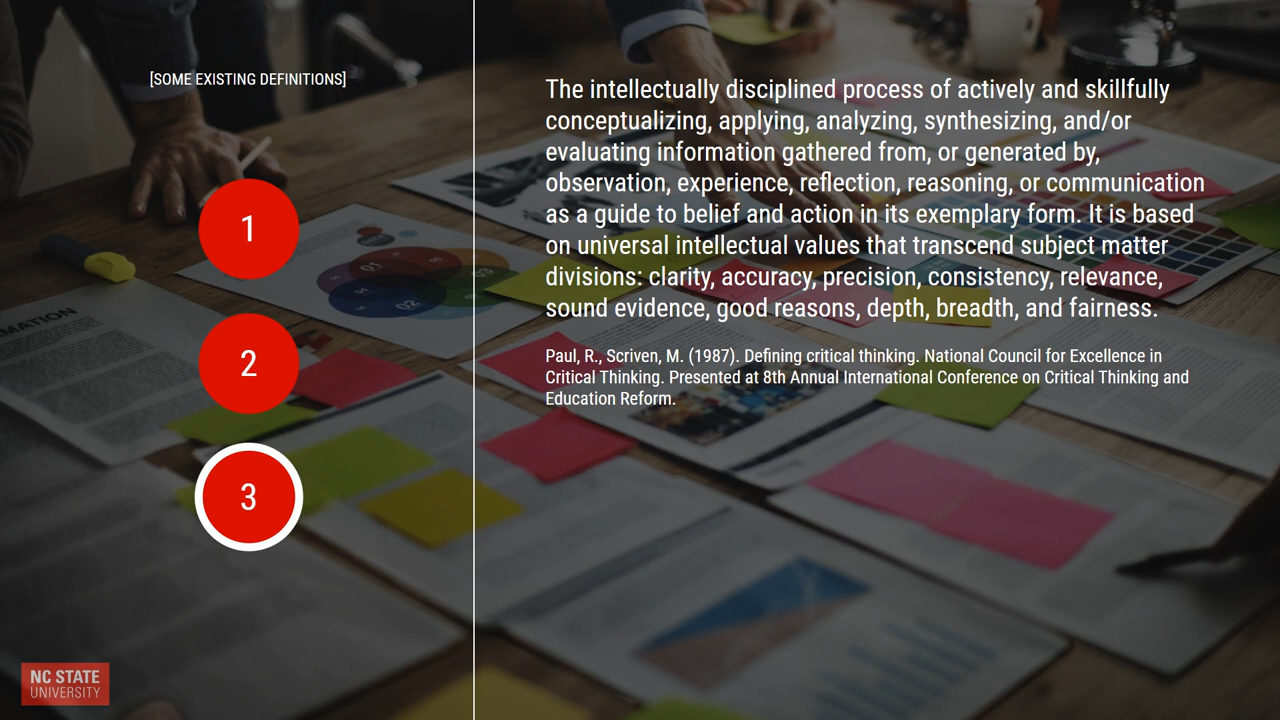 [SOME EXISTING DEFINITIONS]
1
2
3
The intellectually disciplined process of actively and skillfully
conceptualizing, applying, analyzing, synthesizing, and/or
evaluating information gathered from, or generated by,
observation, experience, reflection, reasoning, or communication
as a guide to belief and action in its exemplary form. It is based
on universal intellectual values that transcend subject matter
divisions: clarity, accuracy, precision, consistency, relevance,
sound evidence, good reasons, depth, breadth, and fairness.
Paul, R., Scriven, M. (1987). Defining critical thinking. National Council for Excellence in
Critical Thinking. Presented at 8th Annual International Conference on Critical Thinking and
Education Reform.
MATION
01
02
03
NC STATE
UNIVERSITY